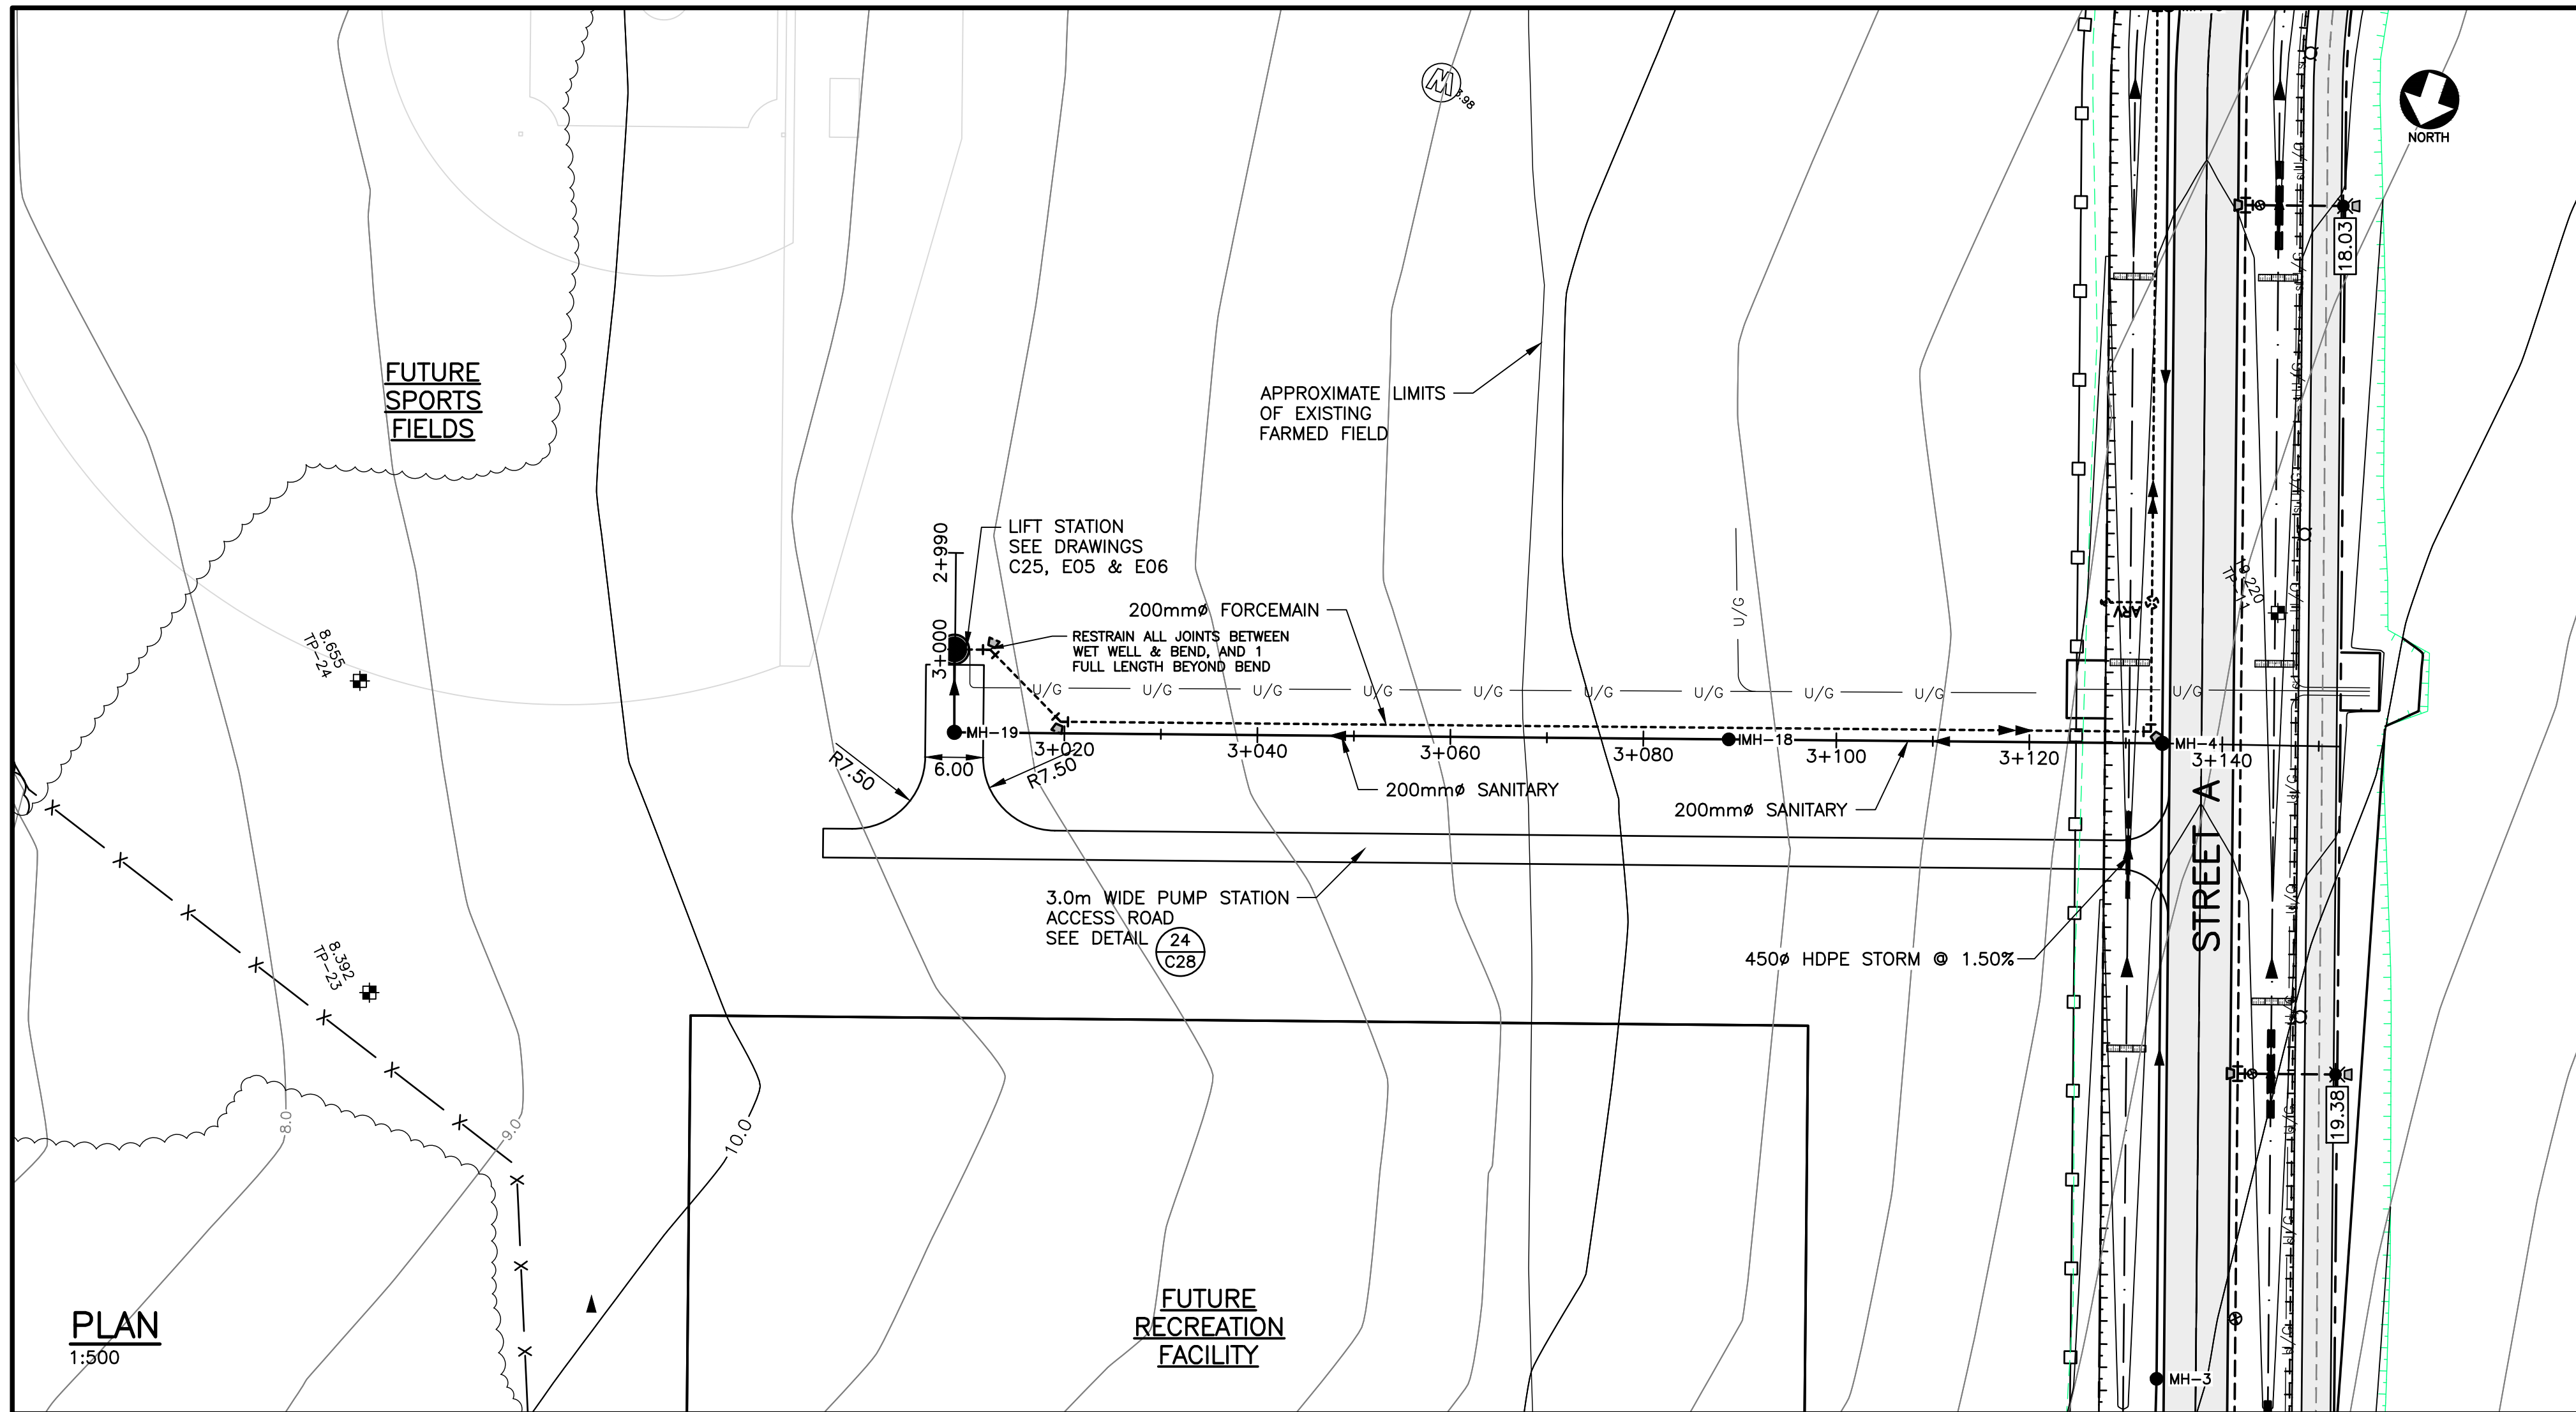 NORTH
18.03
FUTURE
SPORTS
FIELDS
APPROXIMATE LIMITS
OF EXISTING
FARMED FIELD
2+990
LIFT STATION
SEE DRAWINGS
C25, E05 & E06
3+000
200mmø FORCEMAIN
RESTRAIN ALL JOINTS BETWEEN
WET WELL & BEND, AND 1
FULL LENGTH BEYOND BEND
U/G
ARV
8.655
TP-24
U/G U/G U/G U/G U/G U/G U/G U/G U/G U/G
MH-19
MH-18
MH-4
3+020
3+040
3+060
3+080
3+100
3+120
3+140
R7.50
6.00
R7.50
200mmø SANITARY
200mmø SANITARY
STREET A
3.0m WIDE PUMP STATION
ACCESS ROAD
SEE DETAIL
24
C28
450ø HDPE STORM @ 1.50%
8.392
TP-23
8.0
9.0
10.0
19.38
FUTURE
RECREATION
FACILITY
PLAN
1:500
MH-3